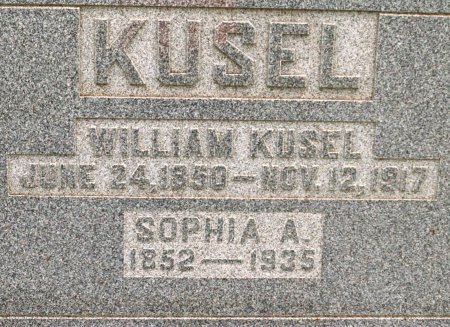 KUSEL
WILLIAM KUSEL
JUNE 24, 1850 — NOV. 12, 1917
SOPHIA A.
1852 — 1935